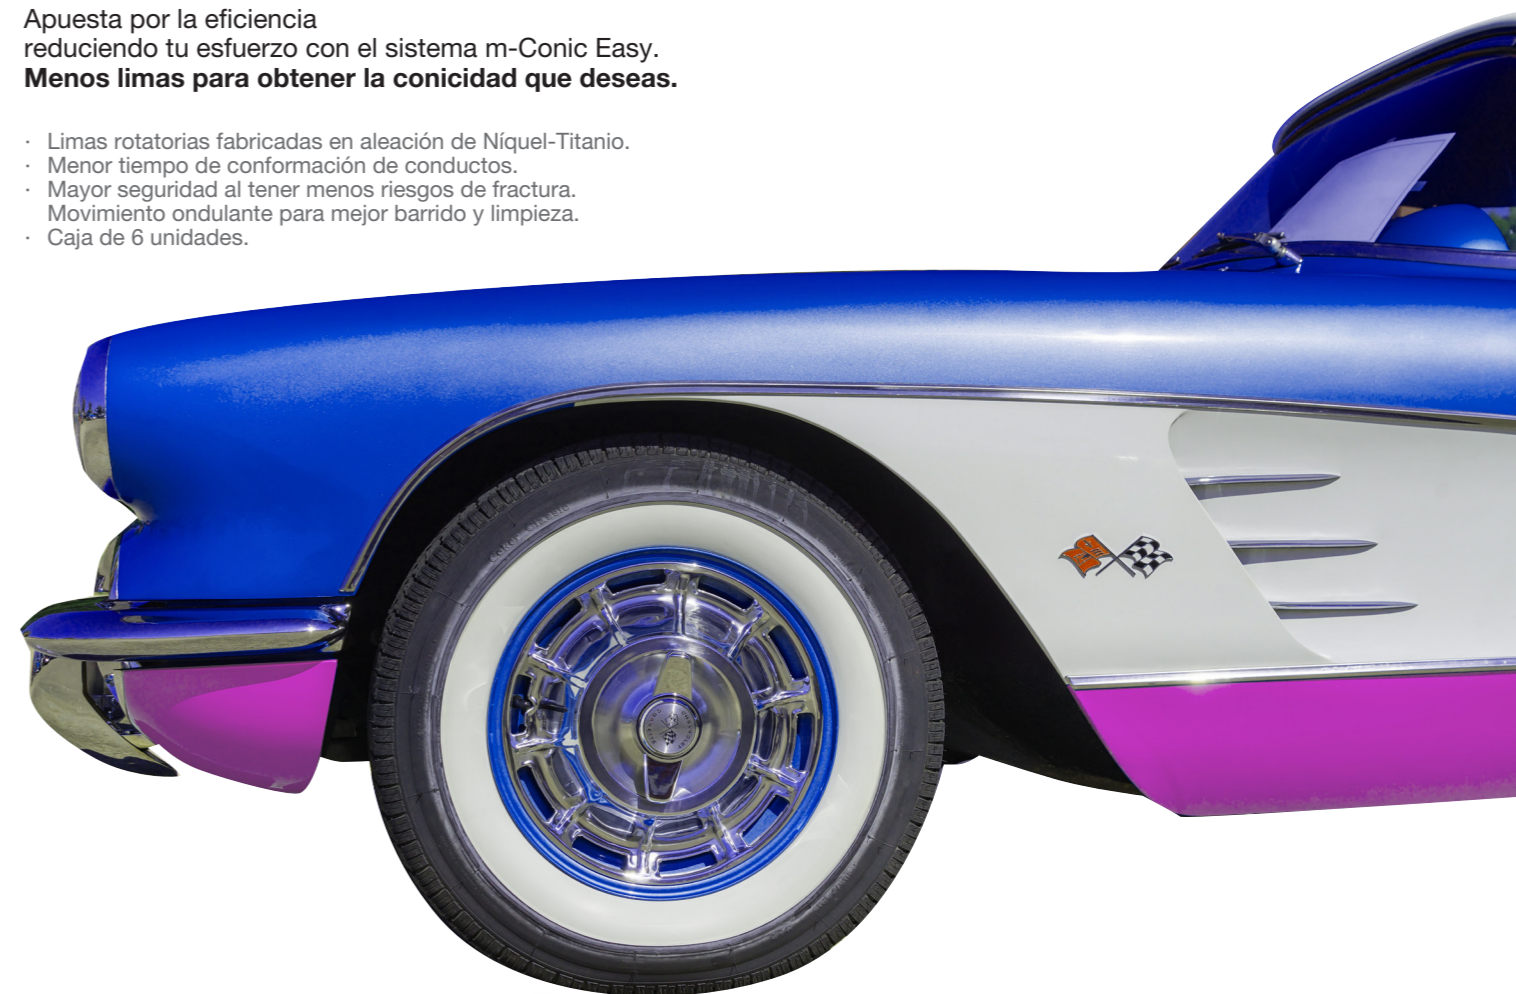 Apuesta por la eficiencia
reduciendo tu esfuerzo con el sistema m-Conic Easy.
Menos limas para obtener la conicidad que deseas.
· Limas rotatorias fabricadas en aleación de Níquel-Titanio.
· Menor tiempo de conformación de conductos.
· Mayor seguridad al tener menos riesgos de fractura.
Movimiento ondulante para mejor barrido y limpieza.
· Caja de 6 unidades.